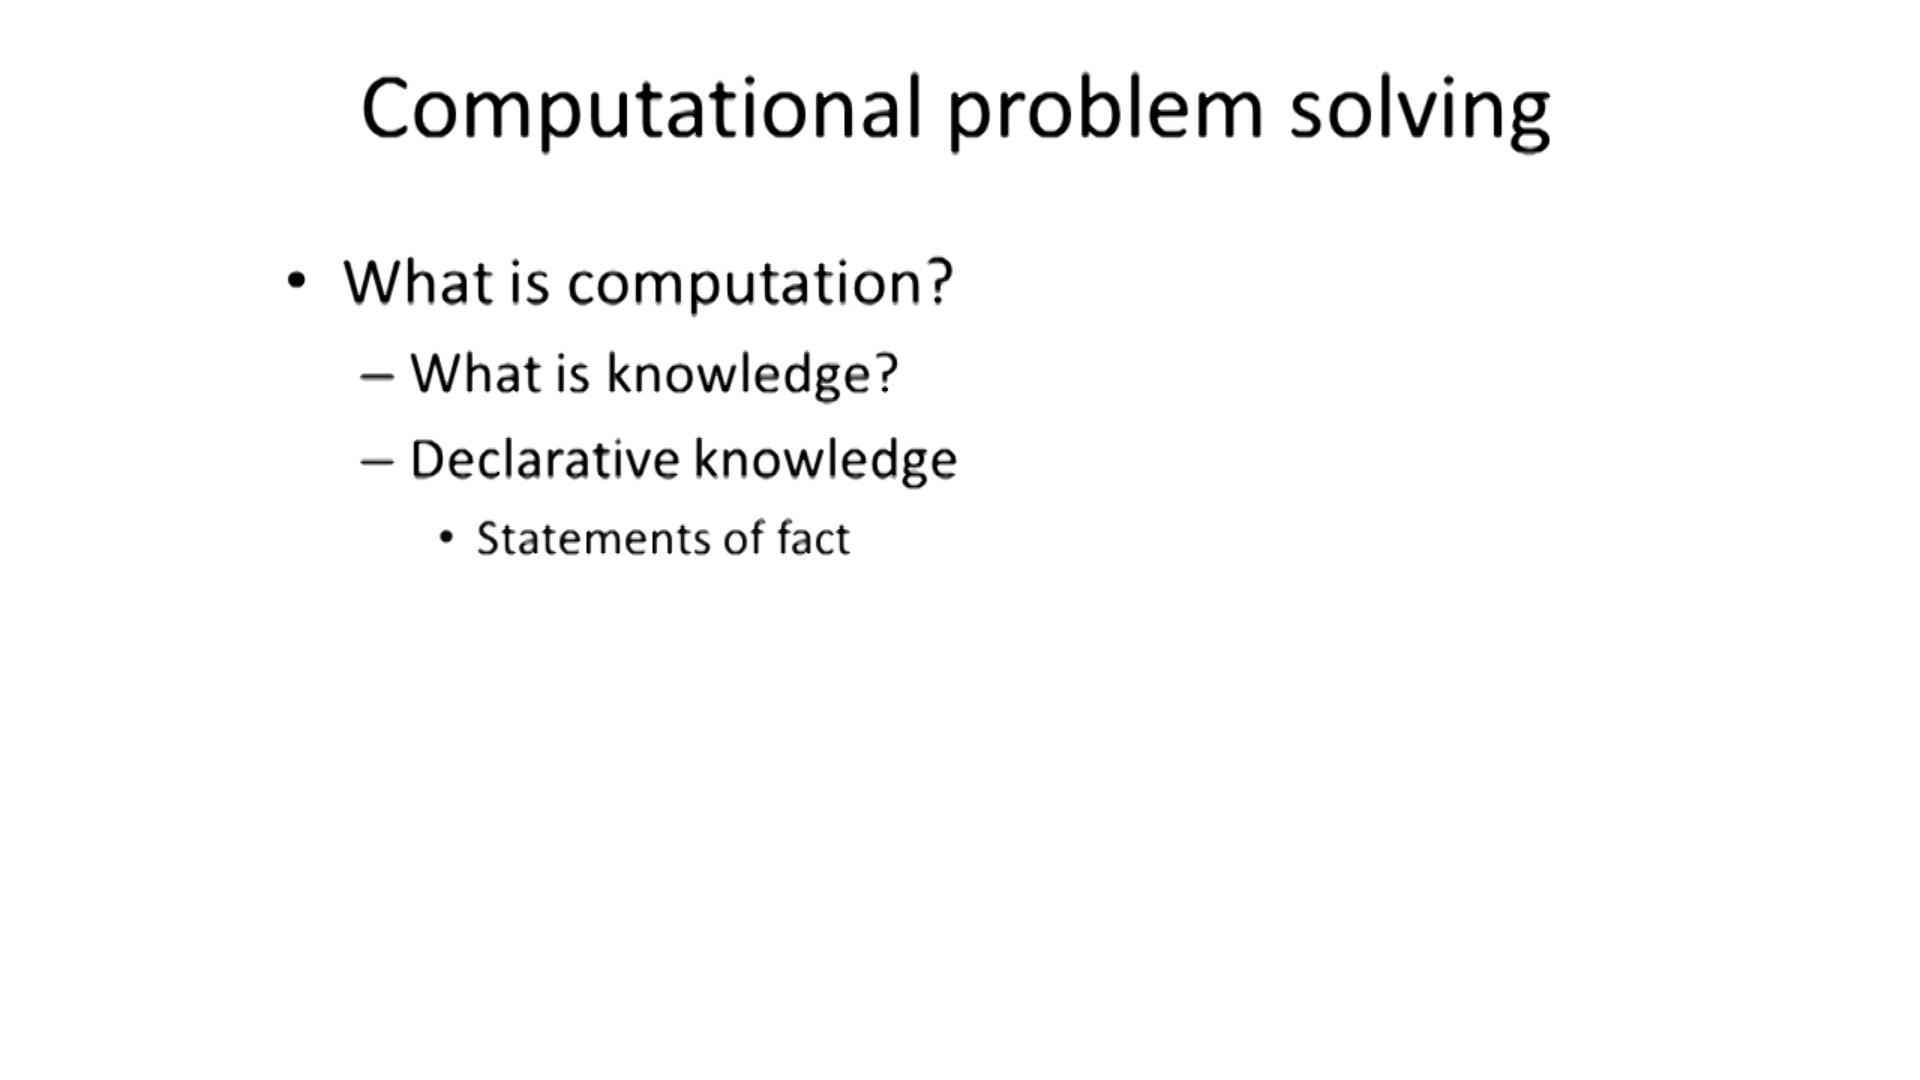 Computational problem solving
• What is computation?
– What is knowledge?
– Declarative knowledge
• Statements of fact